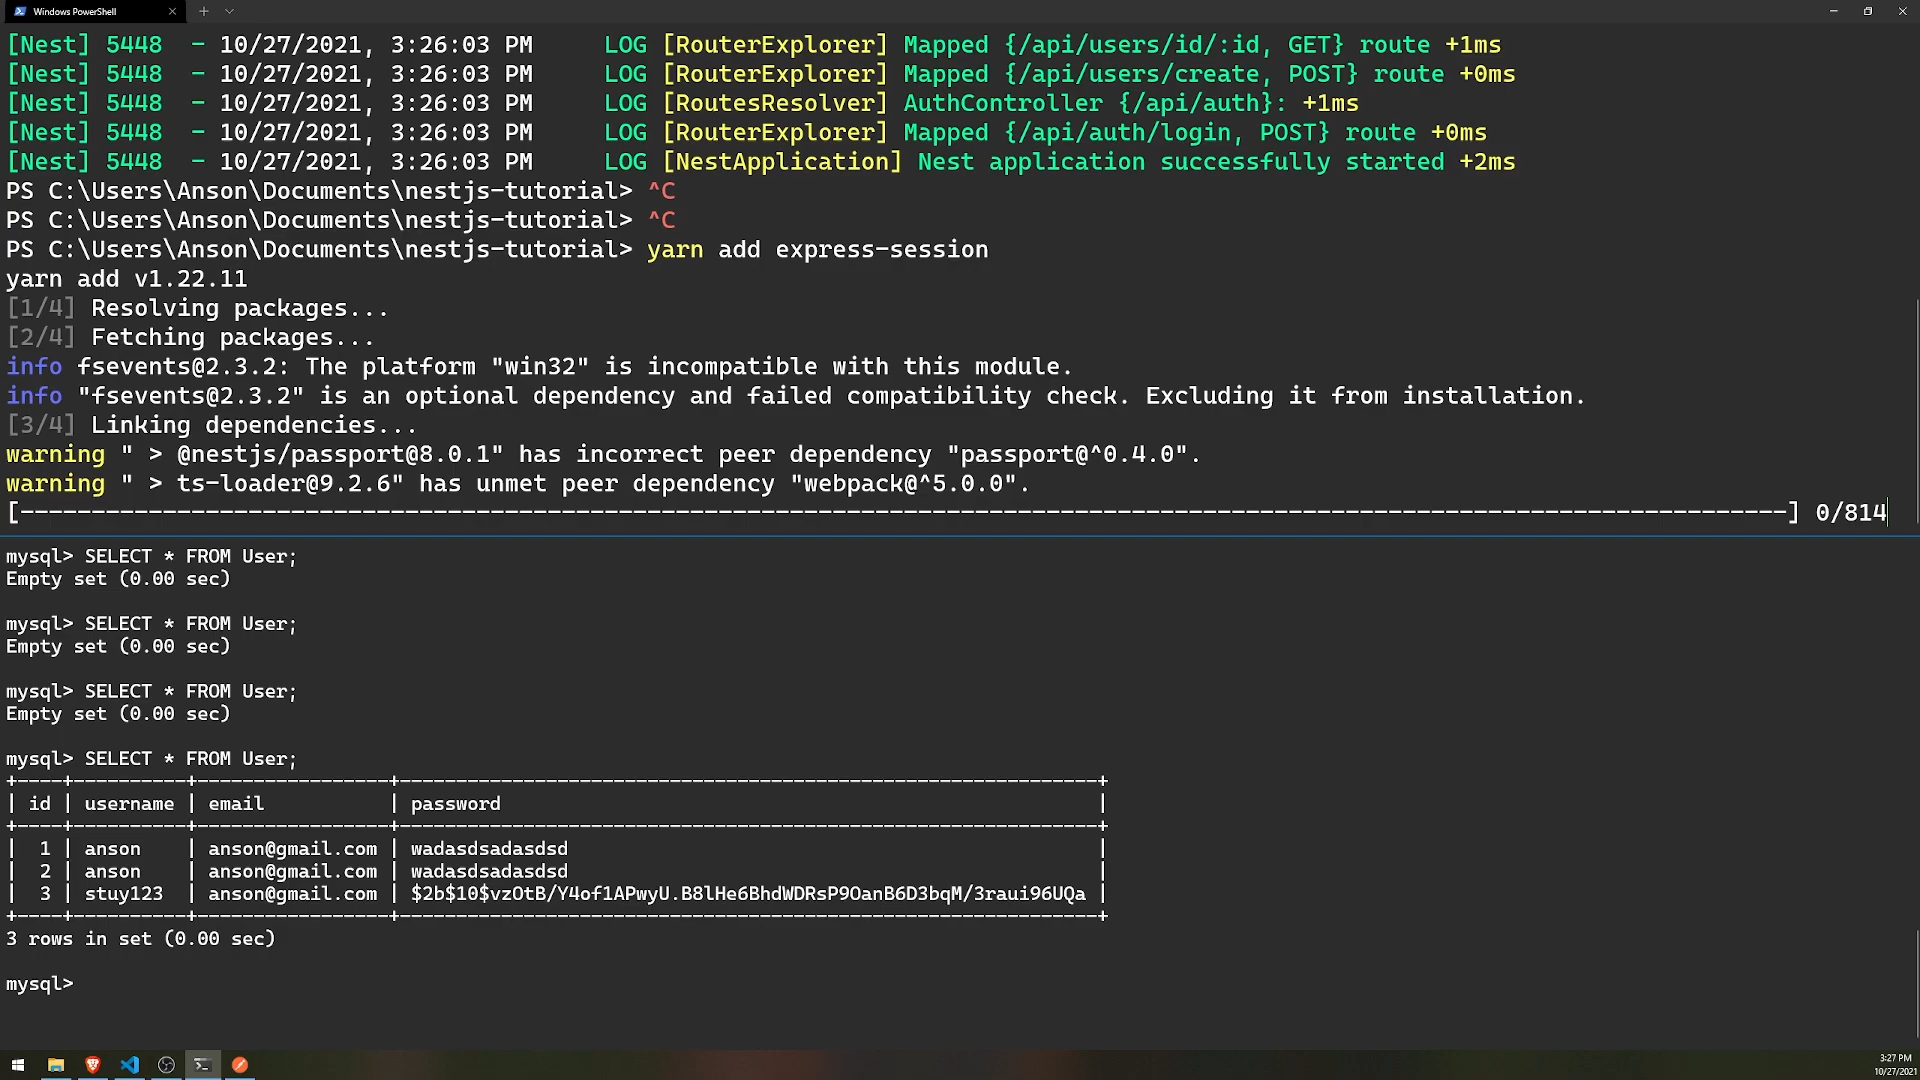 Windows PowerShell
[Nest] 5448  - 10/27/2021, 3:26:03 PM     LOG [RouterExplorer] Mapped {/api/users/id/:id, GET} route +1ms
[Nest] 5448  - 10/27/2021, 3:26:03 PM     LOG [RouterExplorer] Mapped {/api/users/create, POST} route +0ms
[Nest] 5448  - 10/27/2021, 3:26:03 PM     LOG [RoutesResolver] AuthController {/api/auth}: +1ms
[Nest] 5448  - 10/27/2021, 3:26:03 PM     LOG [RouterExplorer] Mapped {/api/auth/login, POST} route +0ms
[Nest] 5448  - 10/27/2021, 3:26:03 PM     LOG [NestApplication] Nest application successfully started +2ms
PS C:\Users\Anson\Documents\nestjs-tutorial> ^C
PS C:\Users\Anson\Documents\nestjs-tutorial> ^C
PS C:\Users\Anson\Documents\nestjs-tutorial> yarn add express-session
yarn add v1.22.11
[1/4] Resolving packages...
[2/4] Fetching packages...
info fsevents@2.3.2: The platform "win32" is incompatible with this module.
info "fsevents@2.3.2" is an optional dependency and failed compatibility check. Excluding it from installation.
[3/4] Linking dependencies...
warning " > @nestjs/passport@8.0.1" has incorrect peer dependency "passport@^0.4.0".
warning " > ts-loader@9.2.6" has unmet peer dependency "webpack@^5.0.0".
[----------------------------------------------------------------------------------------------------------------------------] 0/814
mysql> SELECT * FROM User;
Empty set (0.00 sec)
mysql> SELECT * FROM User;
Empty set (0.00 sec)
mysql> SELECT * FROM User;
Empty set (0.00 sec)
mysql> SELECT * FROM User;
+----+----------+-----------------+--------------------------------------------------------------+
| id | username | email           | password                                                     |
+----+----------+-----------------+--------------------------------------------------------------+
|  1 | anson    | anson@gmail.com | wadasdsadasdsd                                               |
|  2 | anson    | anson@gmail.com | wadasdsadasdsd                                               |
|  3 | stuy123  | anson@gmail.com | $2b$10$vzOtB/Y4of1APwyU.B8lHe6BhdWDRsP9OanB6D3bqM/3raui96UQa |
+----+----------+-----------------+--------------------------------------------------------------+
3 rows in set (0.00 sec)
mysql>
3:27 PM
10/27/2021